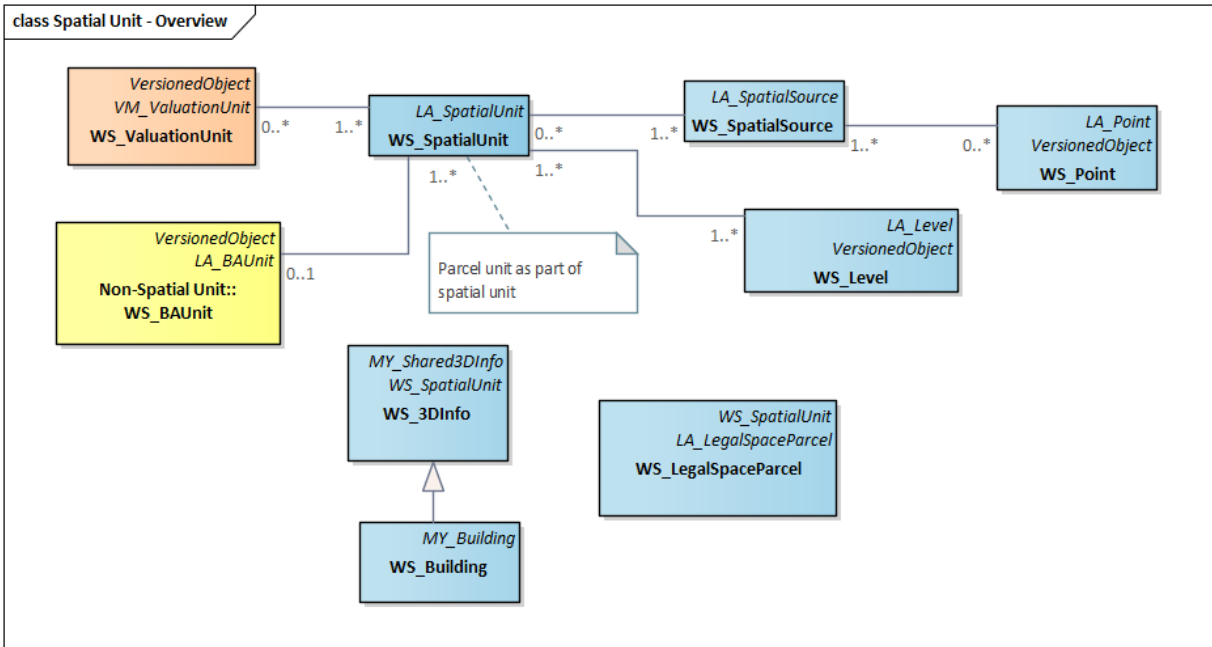 class Spatial Unit - Overview
VersionedObject
VM_ValuationUnit
WS_ValuationUnit
0..*
1..*
LA_SpatialUnit
WS_SpatialUnit
0..*
1..*
LA_SpatialSource
WS_SpatialSource
1..*
0..*
LA_Point
VersionedObject
WS_Point
1..*
1..*
1..*
LA_Level
VersionedObject
WS_Level
VersionedObject
LA_BAUnit
Non-Spatial Unit::
WS_BAUnit
0..1
Parcel unit as part of
spatial unit
MY_Shared3DInfo
WS_SpatialUnit
WS_3DInfo
WS_SpatialUnit
LA_LegalSpaceParcel
WS_LegalSpaceParcel
MY_Building
WS_Building